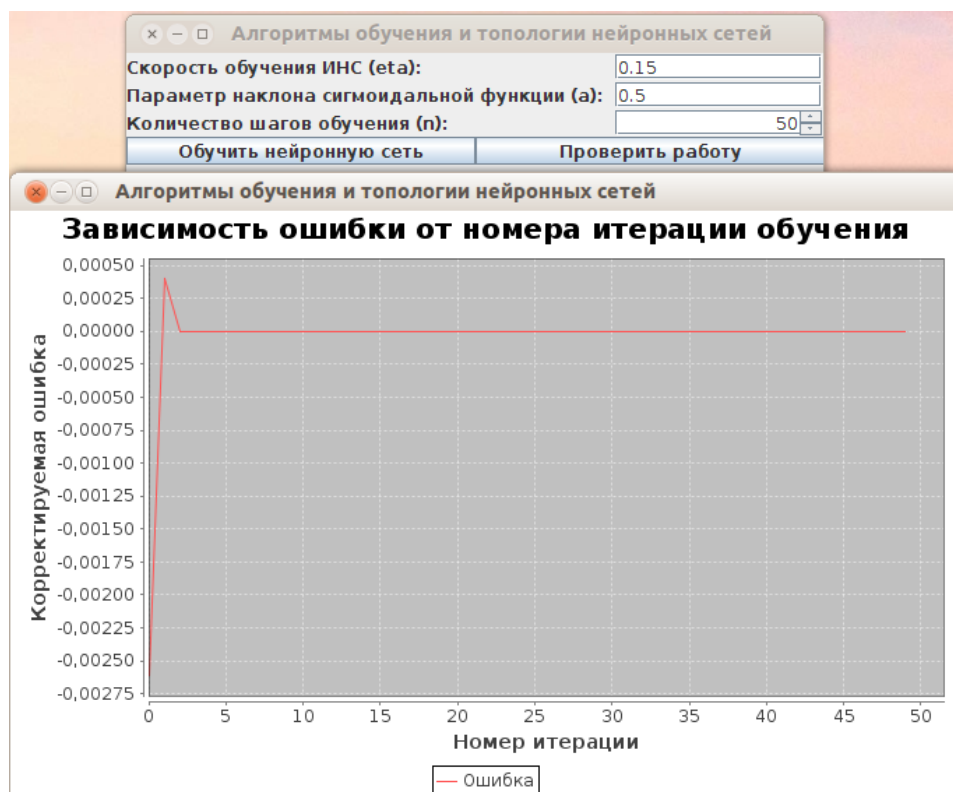 Алгоритмы обучения и топологии нейронных сетей
Скорость обучения ИНС (eta): 0.15
Параметр наклона сигмоидальной функции (a): 0.5
Количество шагов обучения (n): 50
Обучить нейронную сеть Проверить работу
Алгоритмы обучения и топологии нейронных сетей
Зависимость ошибки от номера итерации обучения
Корректируемая ошибка
0,00050
0,00025
0,00000
-0,00025
-0,00050
-0,00075
-0,00100
-0,00125
-0,00150
-0,00175
-0,00200
-0,00225
-0,00250
-0,00275
0 5 10 15 20 25 30 35 40 45 50
Номер итерации
Ошибка